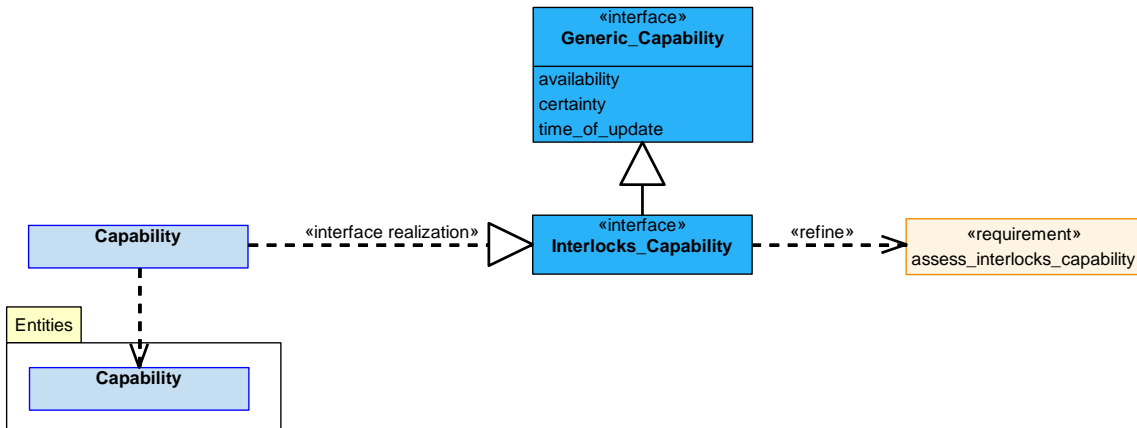 «interface»
Generic_Capability
availability
certainty
time_of_update
Capability
«interface realization»
«interface»
Interlocks_Capability
«refine»
«requirement»
assess_interlocks_capability
Entities
Capability